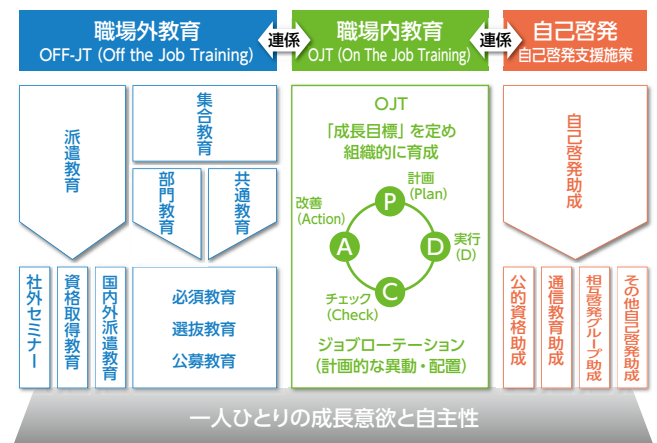 職場外教育
OFF-JT (Off the Job Training)
連係
職場内教育
OJT (On The Job Training)
連係
自己啓発
自己啓発支援施策
派遣教育
集合教育
部門教育
共通教育
社外セミナー
資格取得教育
国内外派遣教育
必須教育
選抜教育
公募教育
OJT
「成長目標」を定め
組織的に育成
計画
(Plan)
P
改善
(Action)
A
D
実行
(D)
C
チェック
(Check)
ジョブローテーション
(計画的な異動・配置)
自己啓発助成
公的資格助成
通信教育助成
相互啓発グループ助成
その他自己啓発助成
一人ひとりの成長意欲と自主性